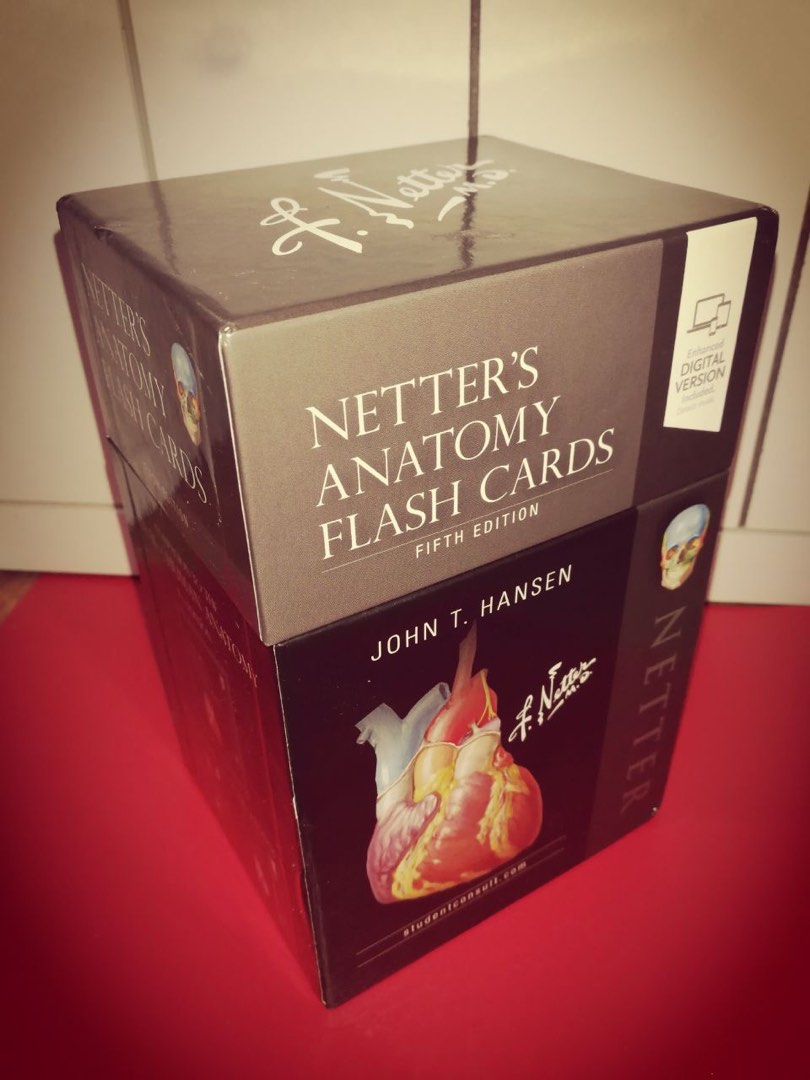 F. Netter
M.D.
NETTER'S
ANATOMY
FLASH CARDS
FIFTH EDITION
Enhanced
DIGITAL
VERSION
Included.
JOHN T. HANSEN
F. Netter
M.D.
NETTER
studentconsult.com
NETTER'S
ANATOMY
FLASH CARDS
ANATOMY